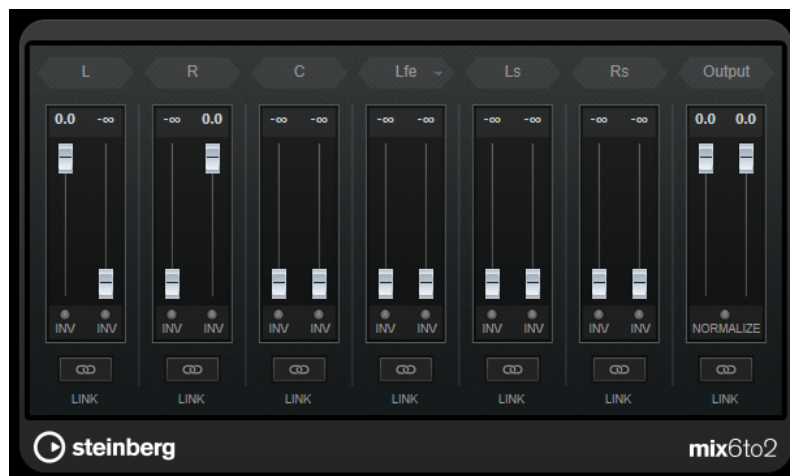 L R C Lfe Ls Rs Output
0.0 -∞ -∞ 0.0 -∞ -∞ -∞ -∞ -∞ -∞ -∞ -∞ 0.0 0.0
INV INV INV INV INV INV INV INV INV INV INV INV NORMALIZE
LINK LINK LINK LINK LINK LINK LINK
steinberg mix6to2